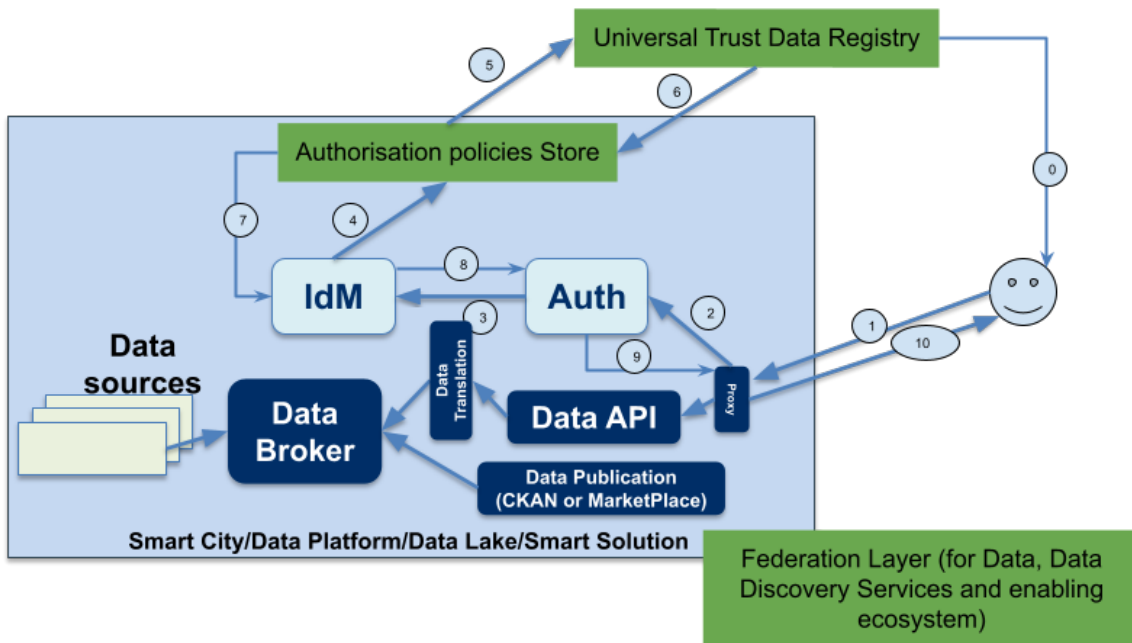 Universal Trust Data Registry
5
6
Authorisation policies Store
0
7
4
8
IdM
Auth
3
2
1
10
9
Data
sources
Data
Translation
Proxy
Data
Broker
Data API
Data Publication
(CKAN or MarketPlace)
Smart City/Data Platform/Data Lake/Smart Solution
Federation Layer (for Data, Data
Discovery Services and enabling
ecosystem)